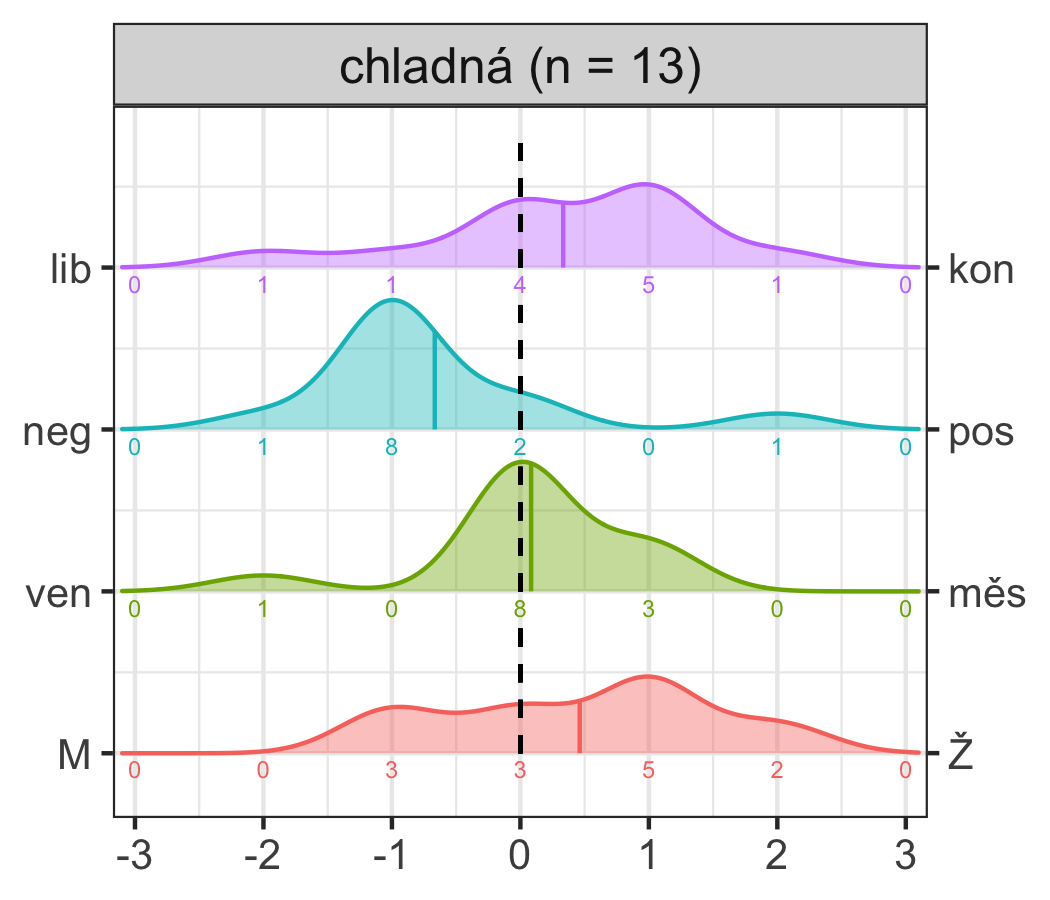 chladná (n = 13)
lib kon
0 1 1 4 5 1 0
neg pos
0 1 8 2 0 1 0
ven měs
0 1 0 8 3 0 0
M Ž
0 0 3 3 5 2 0
-3 -2 -1 0 1 2 3